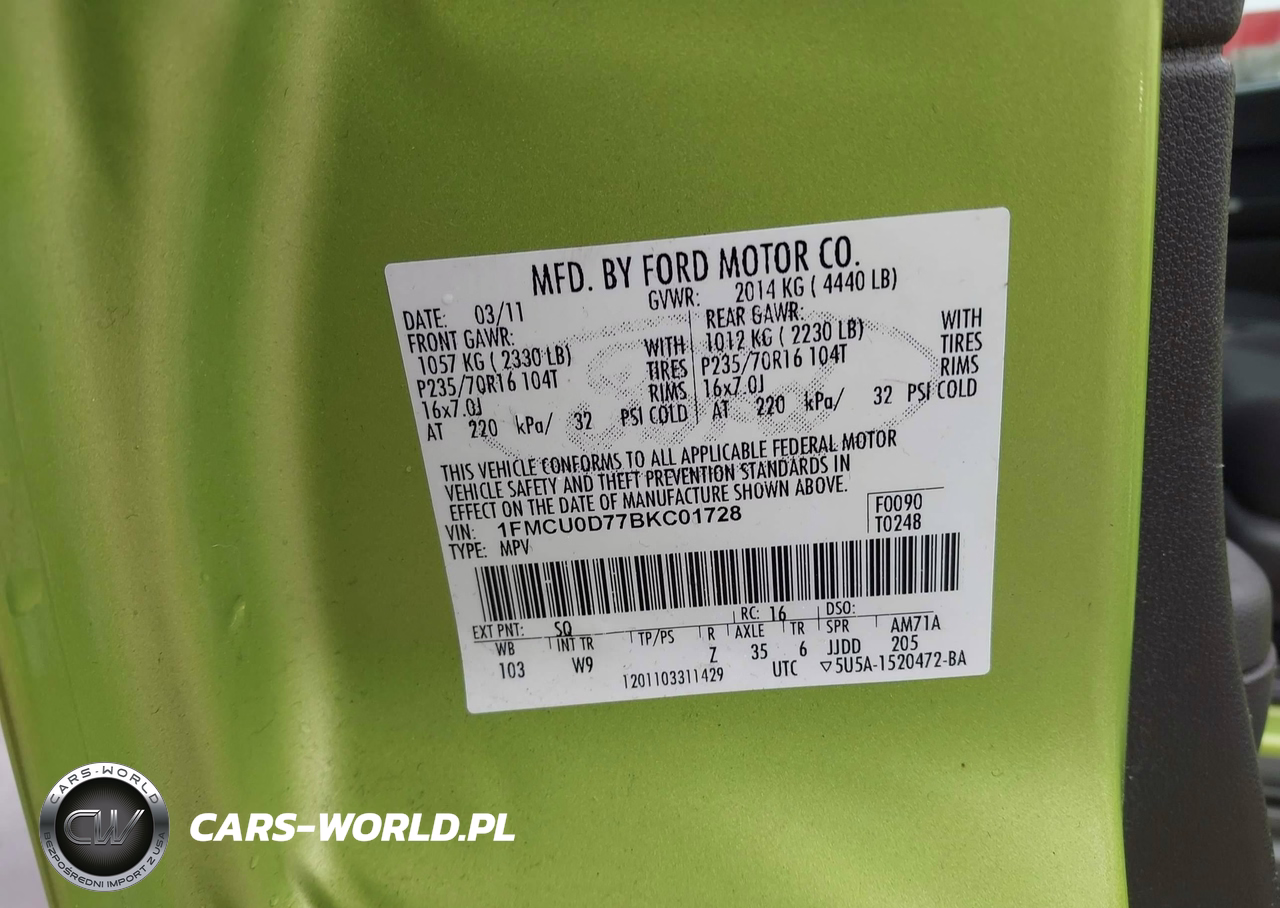 MFD. BY FORD MOTOR CO.
DATE: 03/11 GVWR: 2014 KG ( 4440 LB)
FRONT GAWR: REAR GAWR:
1057 KG ( 2330 LB) WITH 1012 KG ( 2230 LB) WITH
P235/70R16 104T TIRES P235/70R16 104T TIRES
16x7.0J RIMS 16x7.0J RIMS
AT 220 kPa/ 32 PSI COLD AT 220 kPa/ 32 PSI COLD
THIS VEHICLE CONFORMS TO ALL APPLICABLE FEDERAL MOTOR
VEHICLE SAFETY AND THEFT PREVENTION STANDARDS IN
EFFECT ON THE DATE OF MANUFACTURE SHOWN ABOVE.
VIN: 1FMCU0D77BKC01728 F0090
TYPE: MPV T0248
EXT PNT: SQ RC: 16 DSO:
WB INT TR TP/PS R AXLE TR SPR AM71A
103 W9 Z 35 6 JJDD 205
1201103311429 UTC ▽5U5A-1520472-BA
CARS-WORLD
CW
BEZPOŚREDNI IMPORT Z USA
CARS-WORLD.PL